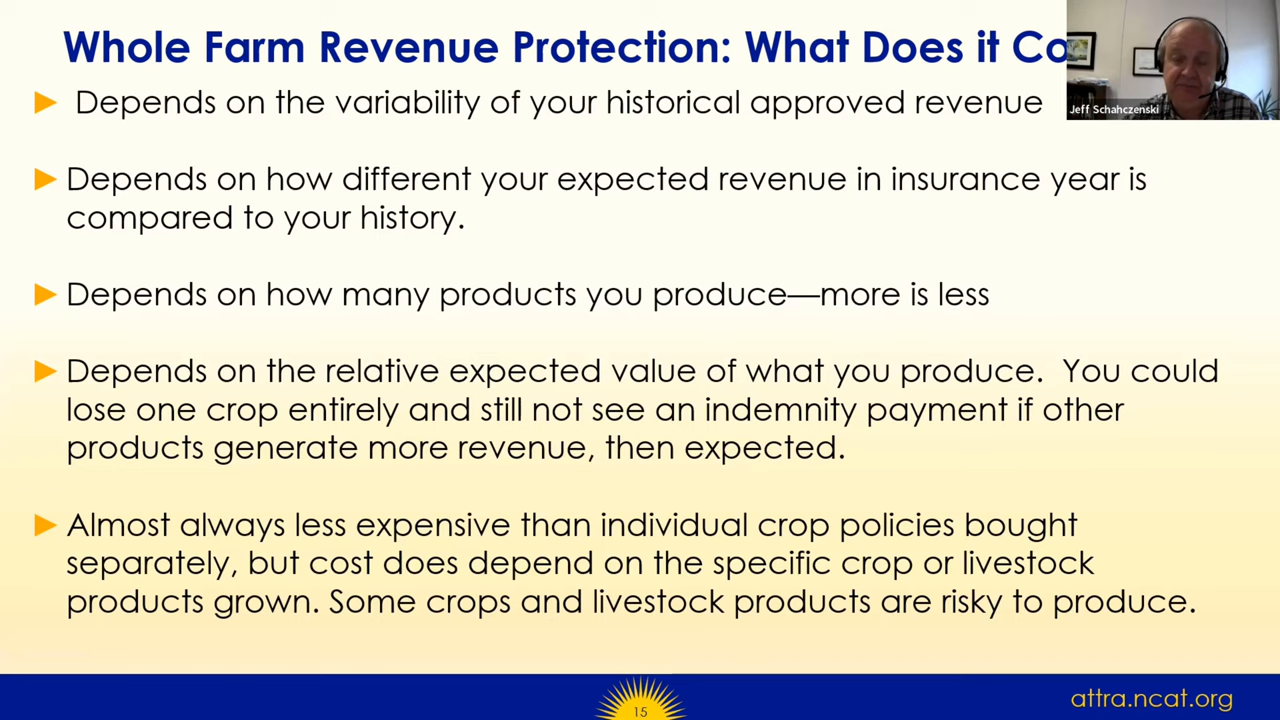 Whole Farm Revenue Protection: What Does it Co
Jeff Schahczenski
► Depends on the variability of your historical approved revenue
► Depends on how different your expected revenue in insurance year is
compared to your history.
► Depends on how many products you produce—more is less
► Depends on the relative expected value of what you produce.  You could
lose one crop entirely and still not see an indemnity payment if other
products generate more revenue, then expected.
► Almost always less expensive than individual crop policies bought
separately, but cost does depend on the specific crop or livestock
products grown. Some crops and livestock products are risky to produce.
15
attra.ncat.org